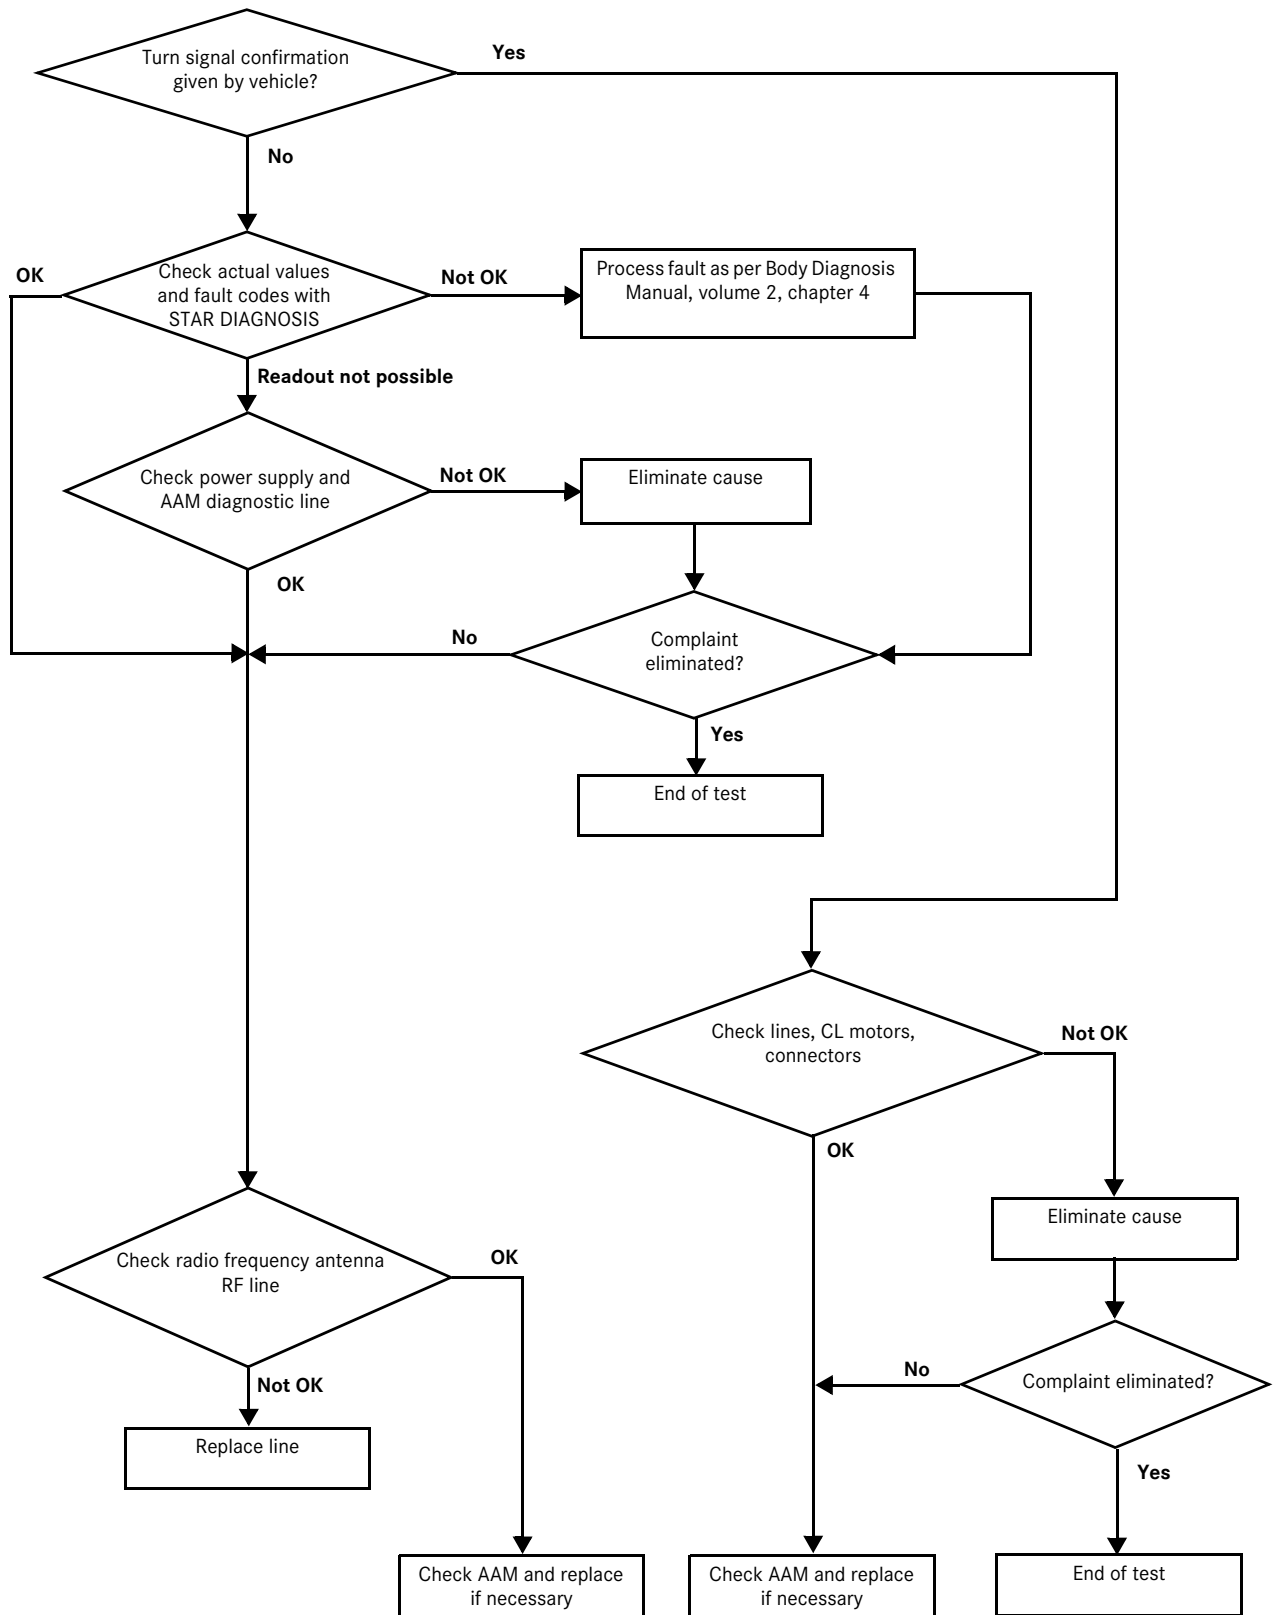 Turn signal confirmation
given by vehicle?
Yes
No
OK
Check actual values
and fault codes with
STAR DIAGNOSIS
Not OK
Process fault as per Body Diagnosis
Manual, volume 2, chapter 4
Readout not possible
Check power supply and
AAM diagnostic line
Not OK
Eliminate cause
OK
No
Complaint
eliminated?
Yes
End of test
Check lines, CL motors,
connectors
Not OK
OK
Eliminate cause
Check radio frequency antenna
RF line
OK
Not OK
Replace line
No
Complaint eliminated?
Yes
Check AAM and replace
if necessary
Check AAM and replace
if necessary
End of test